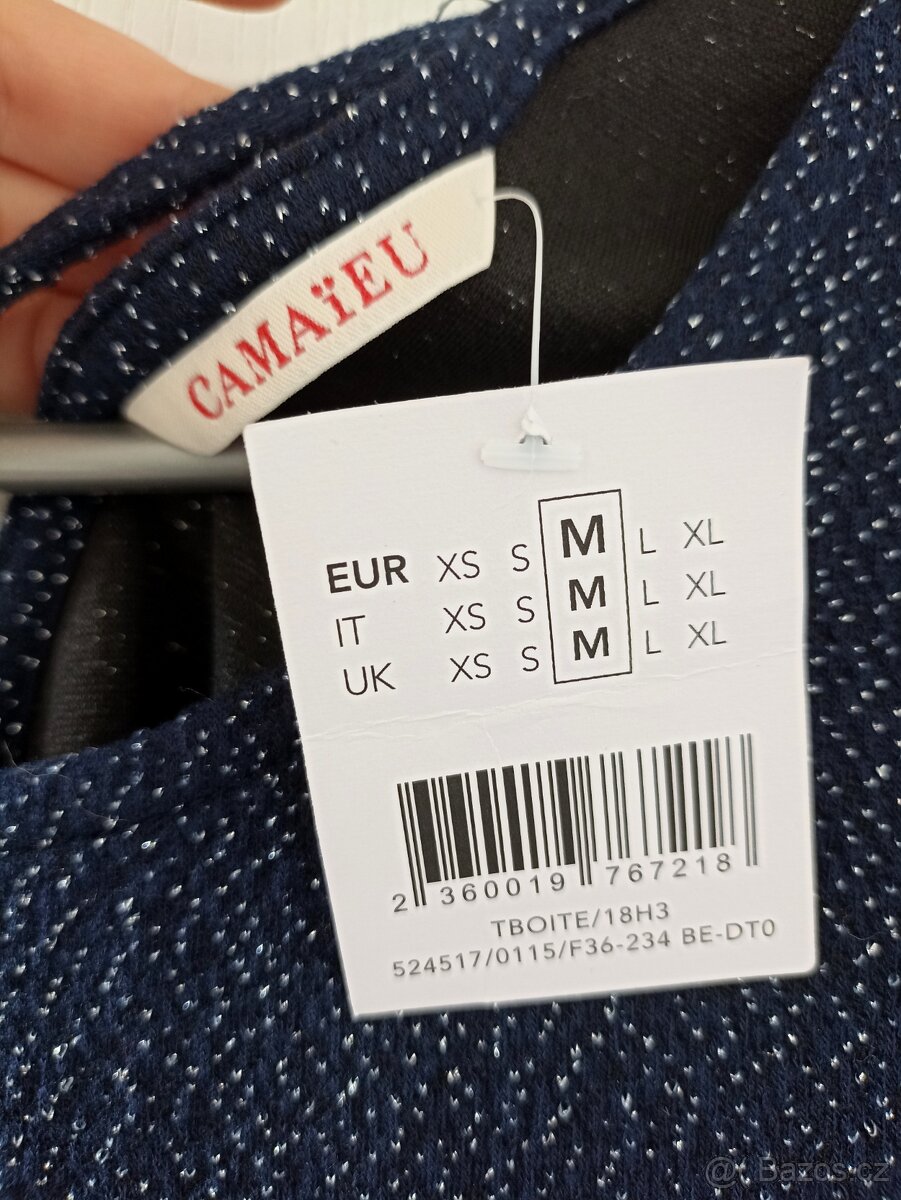 CAMAÏEU
EUR XS S M L XL
IT XS S M L XL
UK XS S M L XL
2 360019 767218
TBOITE/18H3
524517/0115/F36-234 BE-DT0
@ Bazos.cz